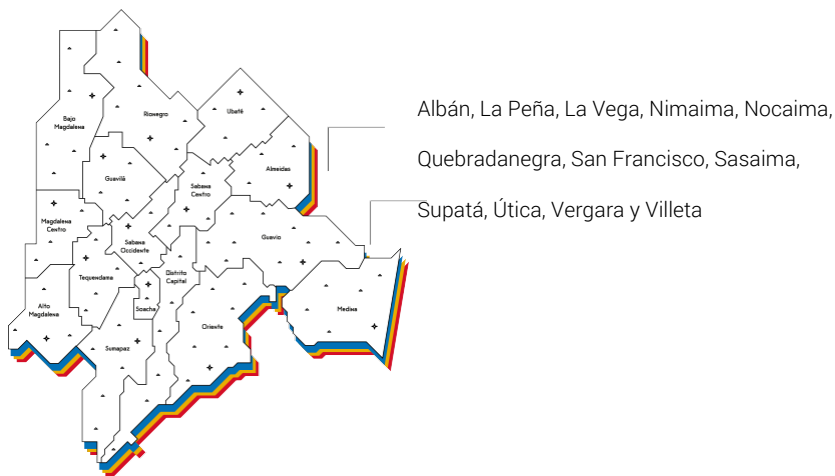 Ubaté
Rionegro
Bajo
Magdalena
Almeidas
Guavilá
Sabana
Centro
Magdalena
Centro
Guavio
Sabana
Occidente
Distrito
Capital
Tequendama
Soacha
Alto
Magdalena
Medina
Oriente
Sumapaz
Albán, La Peña, La Vega, Nimaima, Nocaima,
Quebradanegra, San Francisco, Sasaima,
Supatá, Útica, Vergara y Villeta